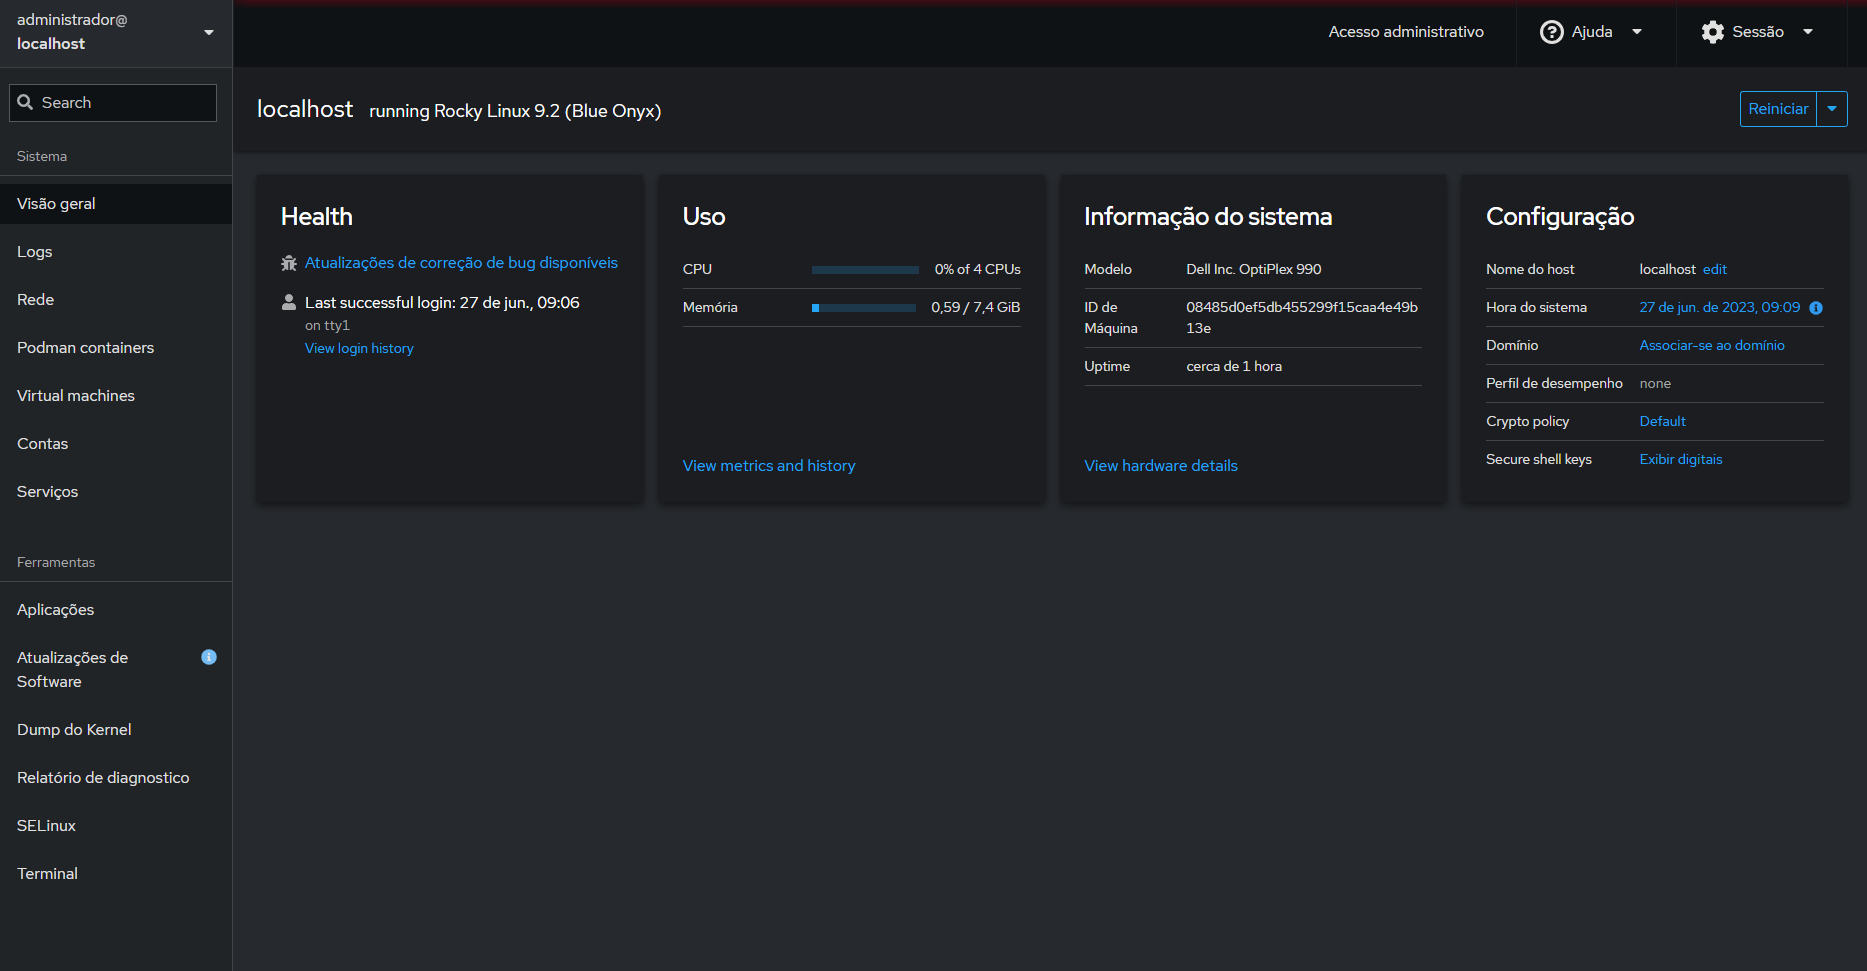 administrador@
localhost
Acesso administrativo
Ajuda
Sessão
Search
localhost running Rocky Linux 9.2 (Blue Onyx)
Reiniciar
Sistema
Visão geral
Logs
Rede
Podman containers
Virtual machines
Contas
Serviços
Ferramentas
Aplicações
Atualizações de
Software
Dump do Kernel
Relatório de diagnostico
SELinux
Terminal
Health
Atualizações de correção de bug disponíveis
Last successful login: 27 de jun., 09:06
on tty1
View login history
Uso
CPU 0% of 4 CPUs
Memória 0,59 / 7,4 GiB
View metrics and history
Informação do sistema
Modelo Dell Inc. OptiPlex 990
ID de 08485d0ef5db455299f15caa4e49b
Máquina 13e
Uptime cerca de 1 hora
View hardware details
Configuração
Nome do host localhost edit
Hora do sistema 27 de jun. de 2023, 09:09
Domínio Associar-se ao domínio
Perfil de desempenho none
Crypto policy Default
Secure shell keys Exibir digitais